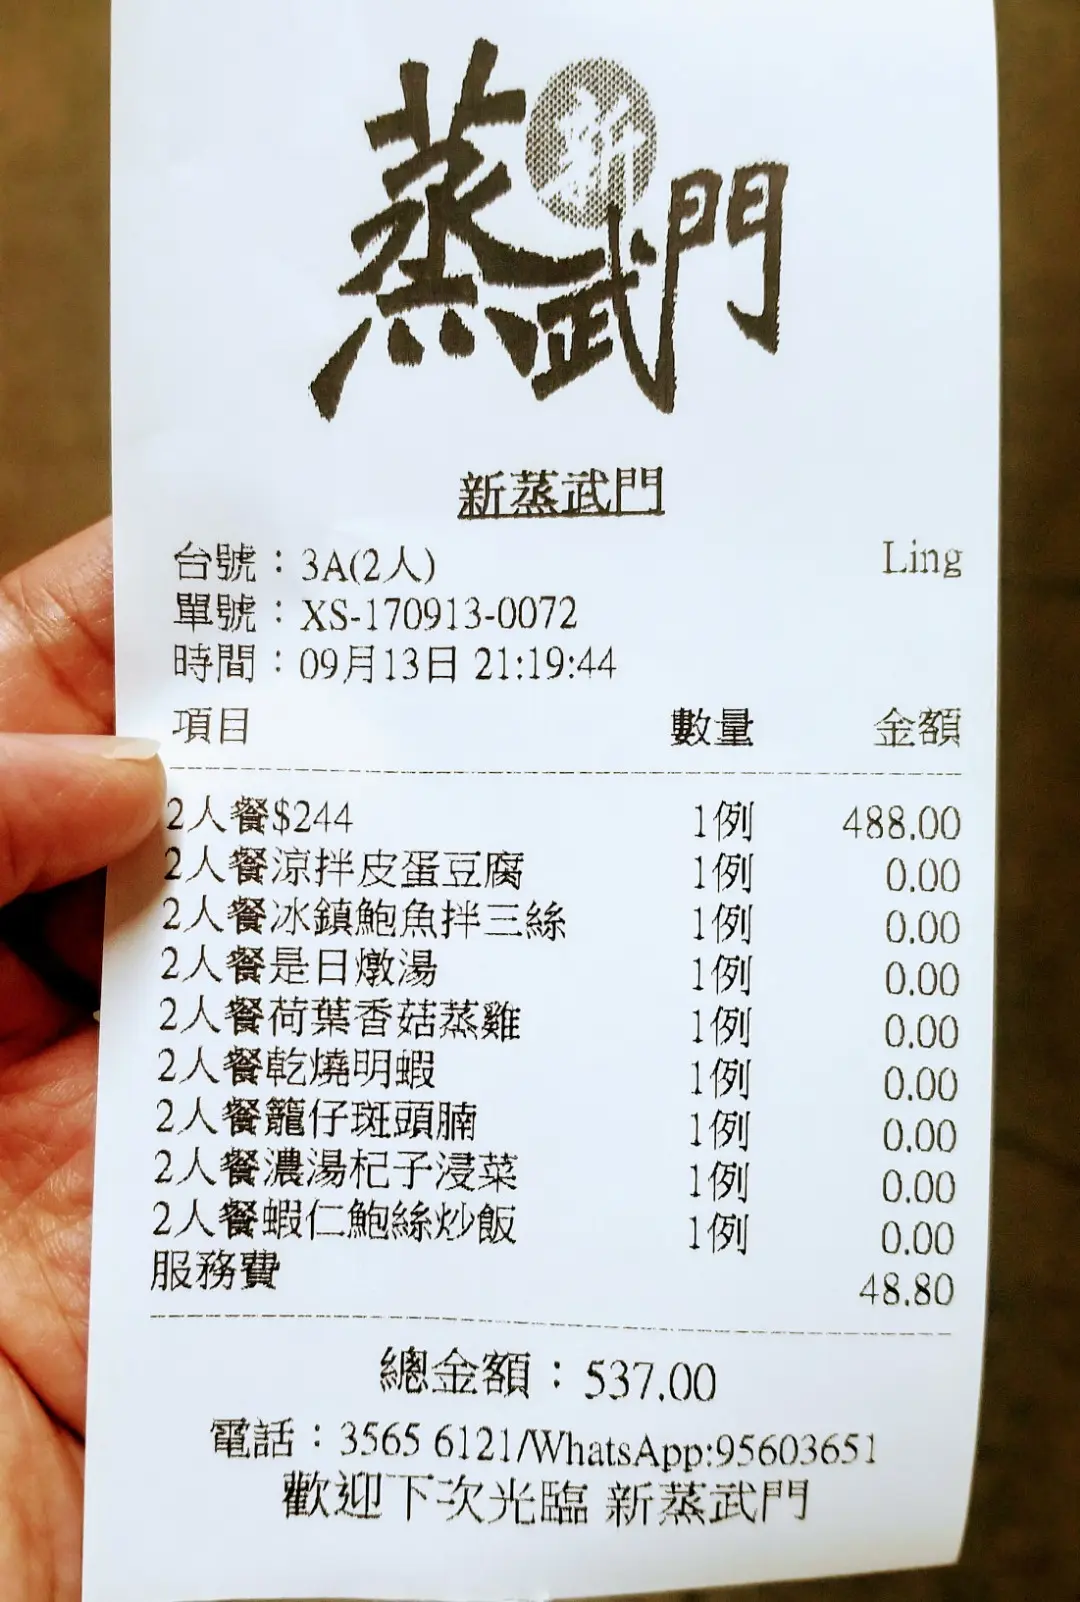 蒸新武門
新蒸武門
台號：3A(2人) Ling
單號：XS-170913-0072
時間：09月13日 21:19:44
項目 數量 金額
2人餐$244 1例 488.00
2人餐涼拌皮蛋豆腐 1例 0.00
2人餐冰鎮鮑魚拌三絲 1例 0.00
2人餐是日燉湯 1例 0.00
2人餐荷葉香菇蒸雞 1例 0.00
2人餐乾燒明蝦 1例 0.00
2人餐籠仔斑頭腩 1例 0.00
2人餐濃湯杞子浸菜 1例 0.00
2人餐蝦仁鮑絲炒飯 1例 0.00
服務費 48.80
總金額：537.00
電話：3565 6121/WhatsApp:95603651
歡迎下次光臨 新蒸武門